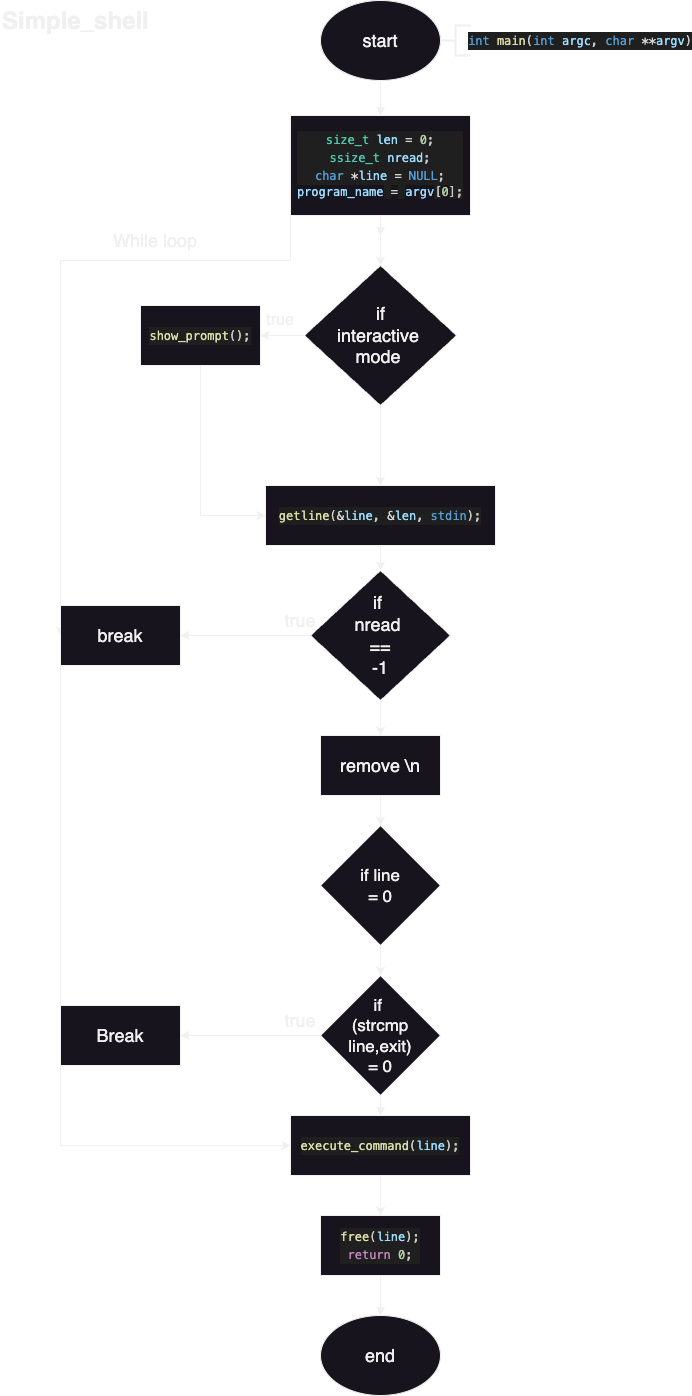 Simple_shell
start
int main(int argc, char **argv)
size_t len = 0;
ssize_t nread;
char *line = NULL;
program_name = argv[0];
While loop
if
interactive
mode
true
show_prompt();
getline(&line, &len, stdin);
if
nread
==
-1
true
break
remove \n
if line
= 0
if
(strcmp
line,exit)
= 0
true
Break
execute_command(line);
free(line);
return 0;
end